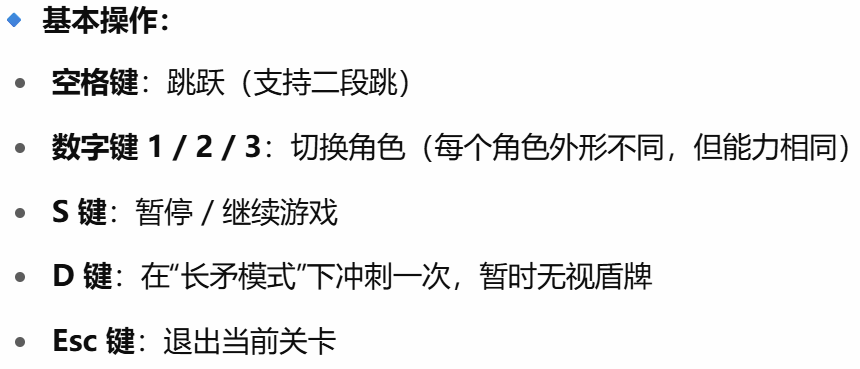 基本操作：
空格键：跳跃（支持二段跳）
数字键 1 / 2 / 3：切换角色（每个角色外形不同，但能力相同）
S 键：暂停 / 继续游戏
D 键：在“长矛模式”下冲刺一次，暂时无视盾牌
Esc 键：退出当前关卡